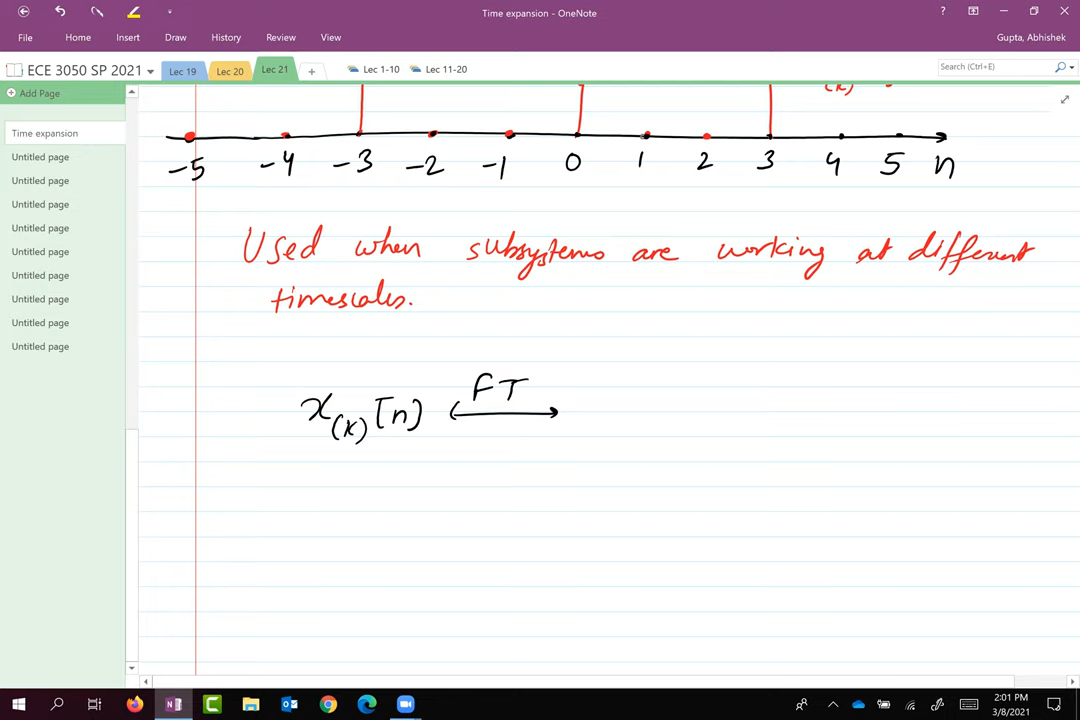 Time expansion - OneNote
?
File Home Insert Draw History Review View
Gupta, Abhishek
ECE 3050 SP 2021 Lec 19 Lec 20 Lec 21 + Lec 1-10 Lec 11-20
Search (Ctrl+E)
Add Page
Time expansion
Untitled page
Untitled page
Untitled page
Untitled page
Untitled page
Untitled page
Untitled page
Untitled page
Untitled page
(k)
-5 -4 -3 -2 -1 0 1 2 3 4 5 n
Used when subsystems are working at different
timescales.
x(k)[n] FT
2:01 PM
3/8/2021